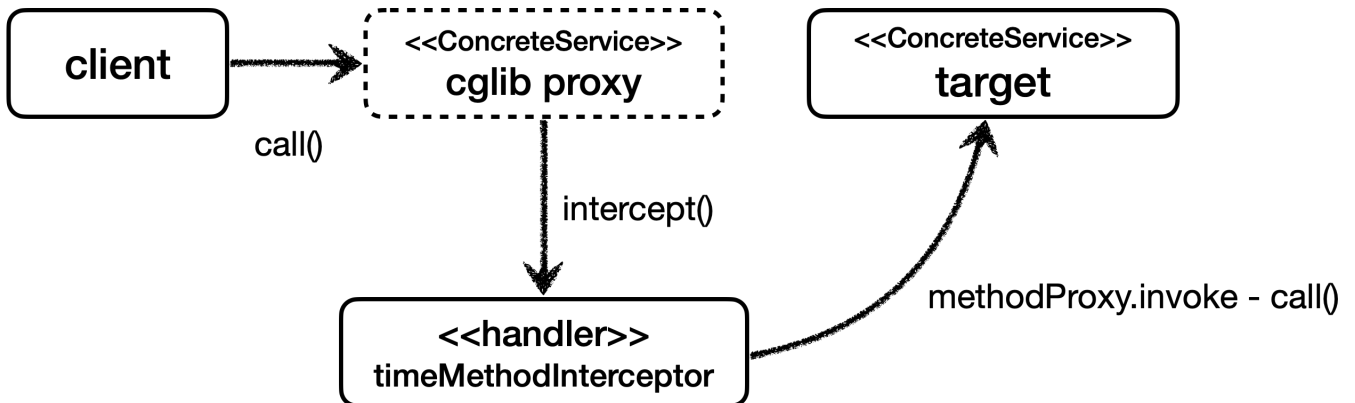 client
<<ConcreteService>>
cglib proxy
<<ConcreteService>>
target
call()
intercept()
methodProxy.invoke - call()
<<handler>>
timeMethodInterceptor